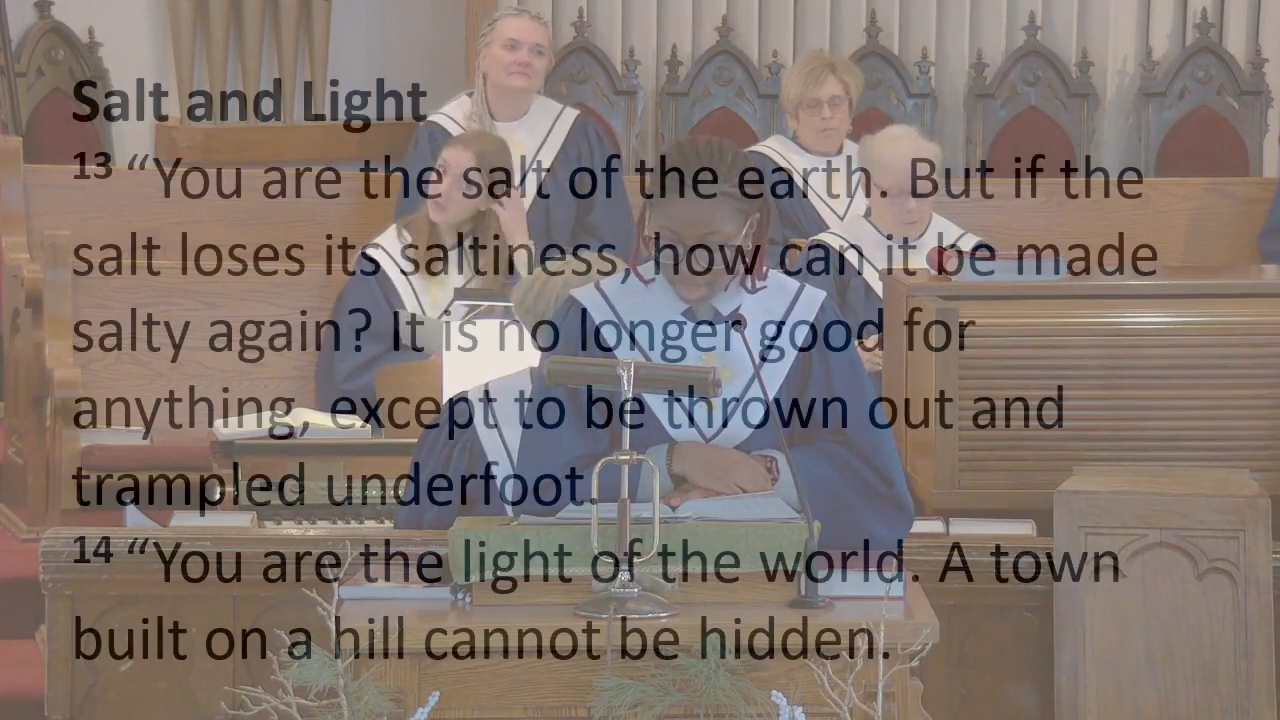 Salt and Light
13 “You are the salt of the earth. But if the
salt loses its saltiness, how can it be made
salty again? It is no longer good for
anything, except to be thrown out and
trampled underfoot.
14 “You are the light of the world. A town
built on a hill cannot be hidden.